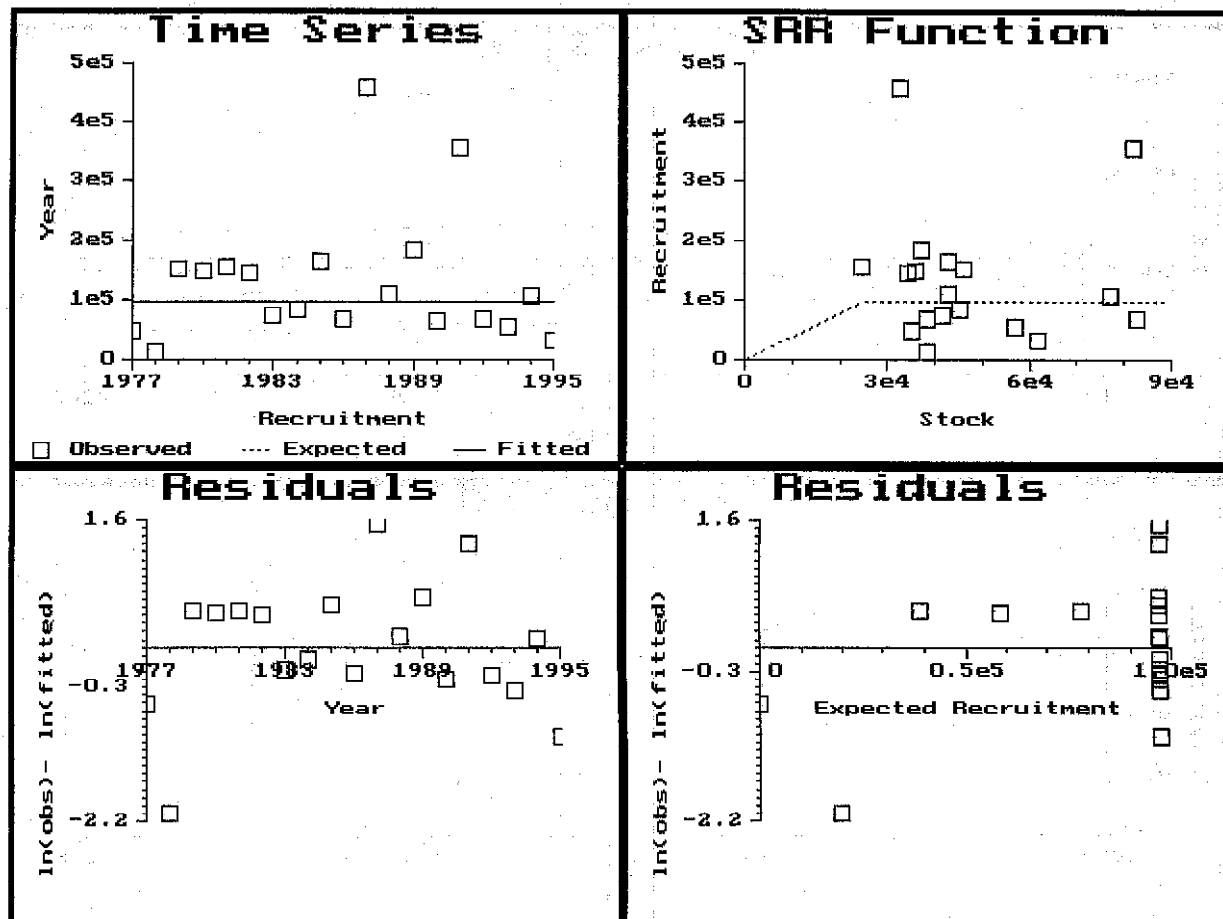 Time Series
5e5
4e5
3e5
2e5
1e5
0
Year
1977
1983
1989
1995
Recruitment
Observed
Expected
Fitted
SRR Function
5e5
4e5
3e5
2e5
1e5
0
Recruitment
0
3e4
6e4
9e4
Stock
Residuals
1.6
-0.3
-2.2
ln(obs)- ln(fitted)
1977
1983
1989
1995
Year
Residuals
1.6
-0.3
-2.2
ln(obs)- ln(fitted)
0
0.5e5
1.0e5
Expected Recruitment